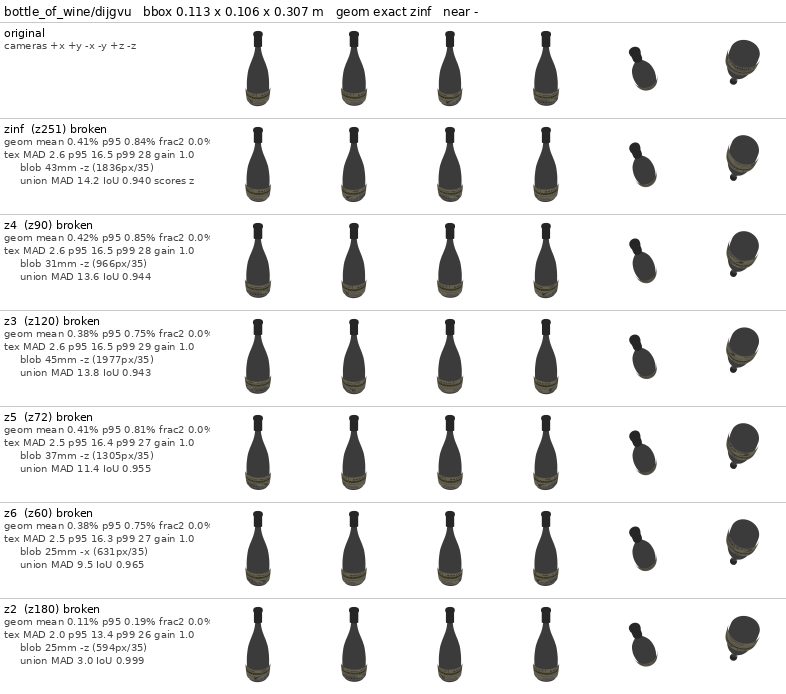 bottle_of_wine/dijgvu bbox 0.113 x 0.106 x 0.307 m geom exact zinf near -
original
cameras +x +y -x -y +z -z
zinf (z251) broken
geom mean 0.41% p95 0.84% frac2 0.0%
tex MAD 2.6 p95 16.5 p99 28 gain 1.0
blob 43mm -z (1836px/35)
union MAD 14.2 IoU 0.940 scores z
z4 (z90) broken
geom mean 0.42% p95 0.85% frac2 0.0%
tex MAD 2.6 p95 16.5 p99 28 gain 1.0
blob 31mm -z (966px/35)
union MAD 13.6 IoU 0.944
z3 (z120) broken
geom mean 0.38% p95 0.75% frac2 0.0%
tex MAD 2.6 p95 16.5 p99 29 gain 1.0
blob 45mm -z (1977px/35)
union MAD 13.8 IoU 0.943
z5 (z72) broken
geom mean 0.41% p95 0.81% frac2 0.0%
tex MAD 2.5 p95 16.4 p99 27 gain 1.0
blob 37mm -z (1305px/35)
union MAD 11.4 IoU 0.955
z6 (z60) broken
geom mean 0.38% p95 0.75% frac2 0.0%
tex MAD 2.5 p95 16.3 p99 27 gain 1.0
blob 25mm -x (631px/35)
union MAD 9.5 IoU 0.965
z2 (z180) broken
geom mean 0.11% p95 0.19% frac2 0.0%
tex MAD 2.0 p95 13.4 p99 26 gain 1.0
blob 25mm -z (594px/35)
union MAD 3.0 IoU 0.999